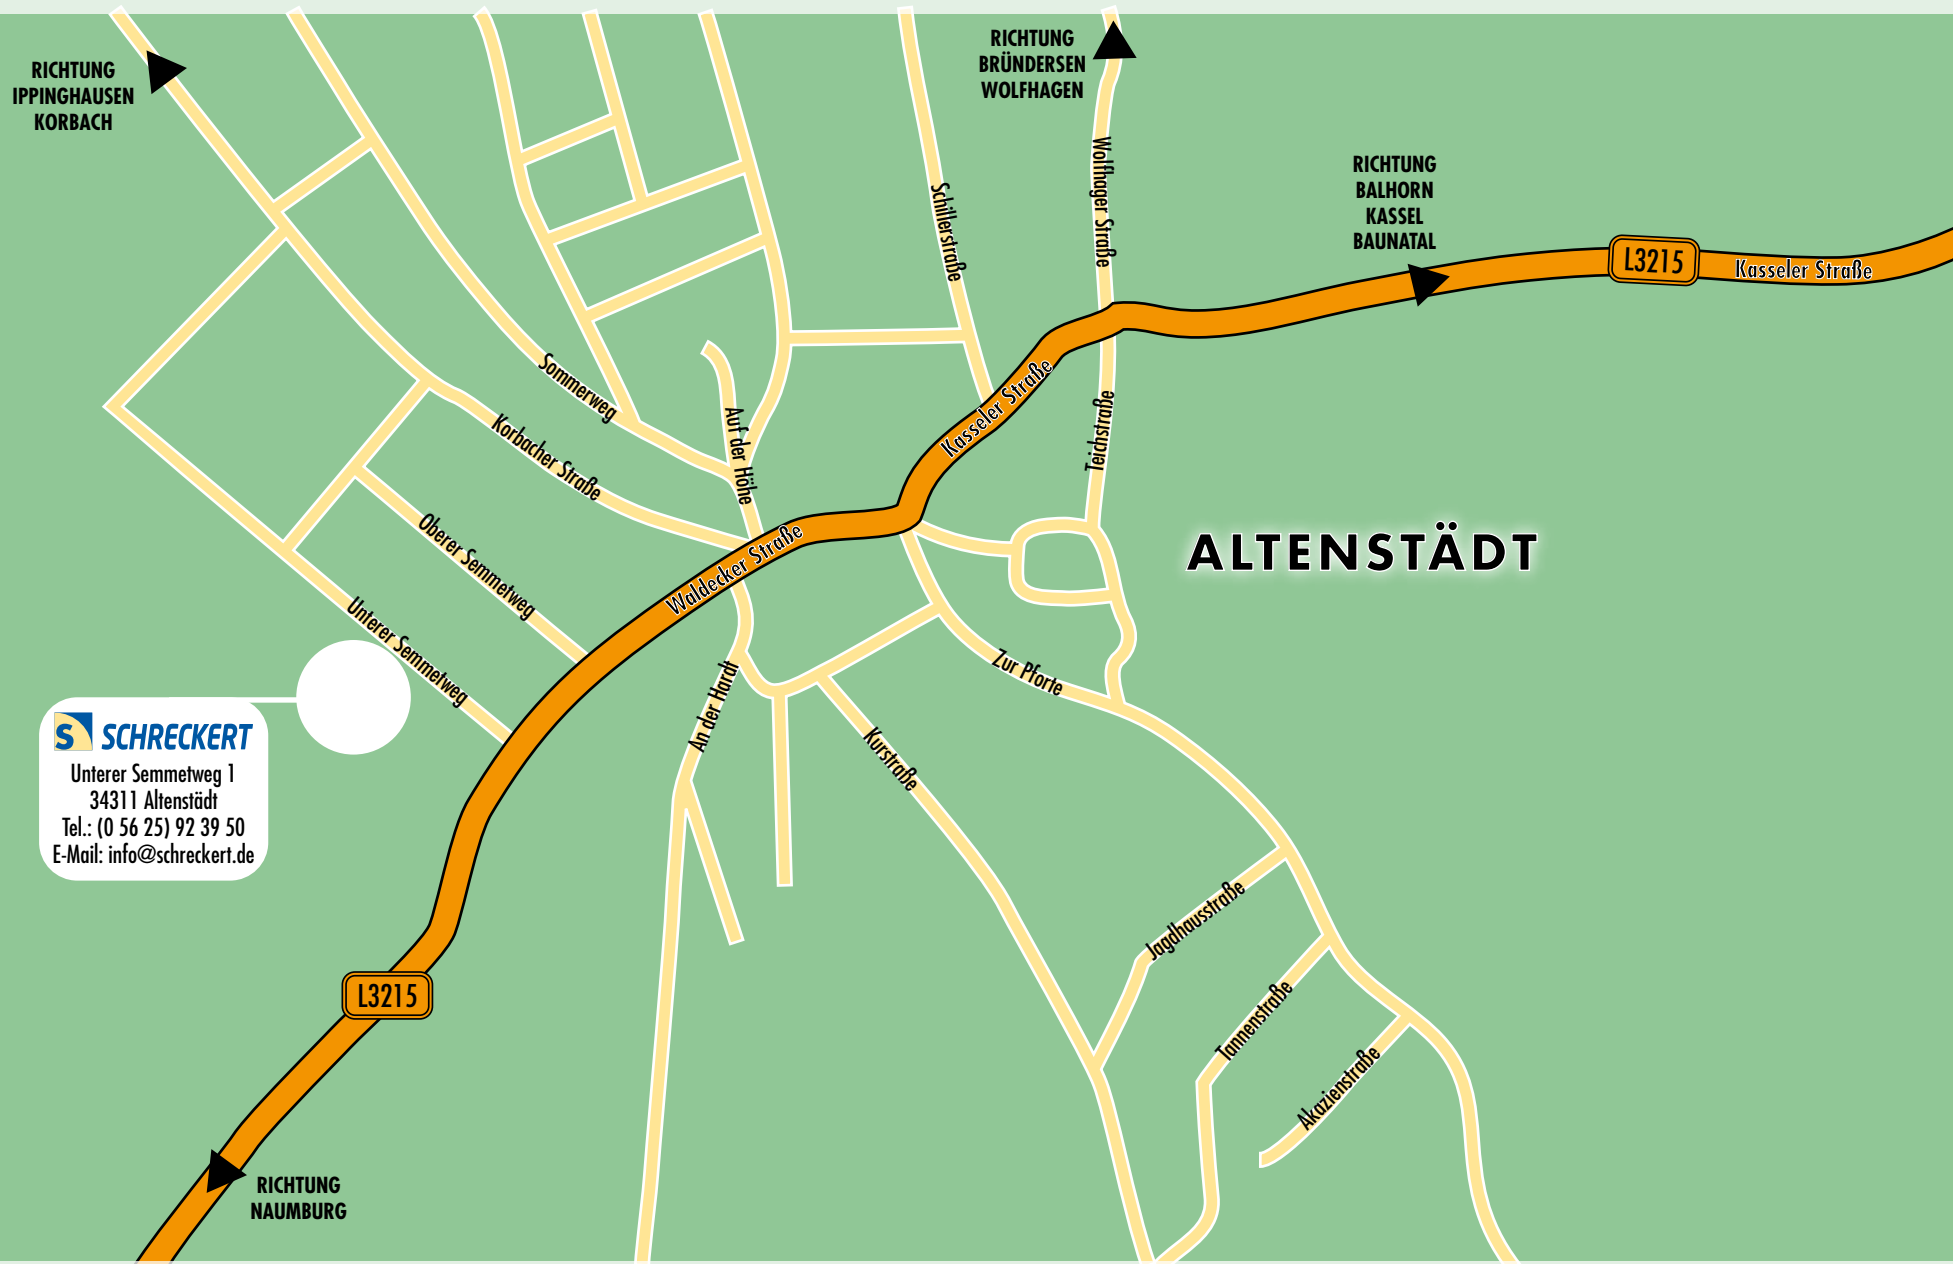 RICHTUNG
IPPINGHAUSEN
KORBACH
RICHTUNG
BRÜNDERSEN
WOLFHAGEN
RICHTUNG
BALHORN
KASSEL
BAUNATAL
Wolfhager Straße
Schillerstraße
L3215
Kasseler Straße
Sommerweg
Korbacher Straße
Auf der Höhe
Kasseler Straße
Teichstraße
Oberer Semmetweg
Waldecker Straße
ALTENSTÄDT
Unterer Semmetweg
An der Hardt
Zur Pforte
Kurstraße
S SCHRECKERT
Unterer Semmetweg 1
34311 Altenstädt
Tel.: (0 56 25) 92 39 50
E-Mail: info@schreckert.de
Jagdhausstraße
Tannenstraße
Akazienstraße
L3215
RICHTUNG
NAUMBURG